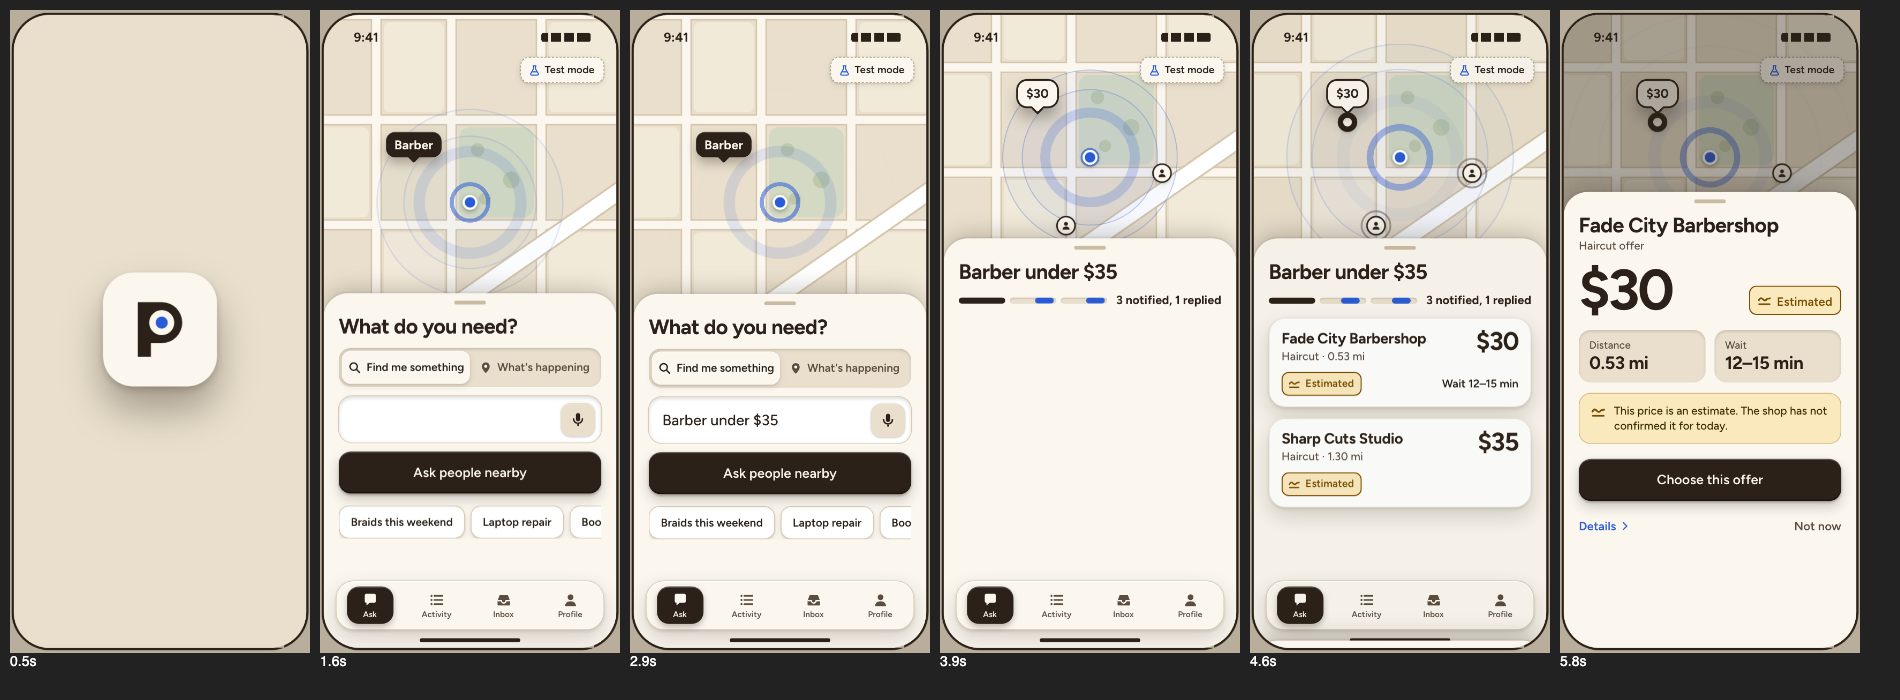 P
0.5s
9:41
Test mode
Barber
What do you need?
Find me something
What's happening
Ask people nearby
Braids this weekend
Laptop repair
Boo
Ask
Activity
Inbox
Profile
1.6s
9:41
Test mode
Barber
What do you need?
Find me something
What's happening
Barber under $35
Ask people nearby
Braids this weekend
Laptop repair
Boo
Ask
Activity
Inbox
Profile
2.9s
9:41
Test mode
$30
Barber under $35
3 notified, 1 replied
Ask
Activity
Inbox
Profile
3.9s
9:41
Test mode
$30
Barber under $35
3 notified, 1 replied
Fade City Barbershop
$30
Haircut · 0.53 mi
Estimated
Wait 12–15 min
Sharp Cuts Studio
$35
Haircut · 1.30 mi
Estimated
Ask
Activity
Inbox
Profile
4.6s
9:41
Test mode
$30
Fade City Barbershop
Haircut offer
$30
Estimated
Distance
0.53 mi
Wait
12–15 min
This price is an estimate. The shop has not
confirmed it for today.
Choose this offer
Details
Not now
5.8s